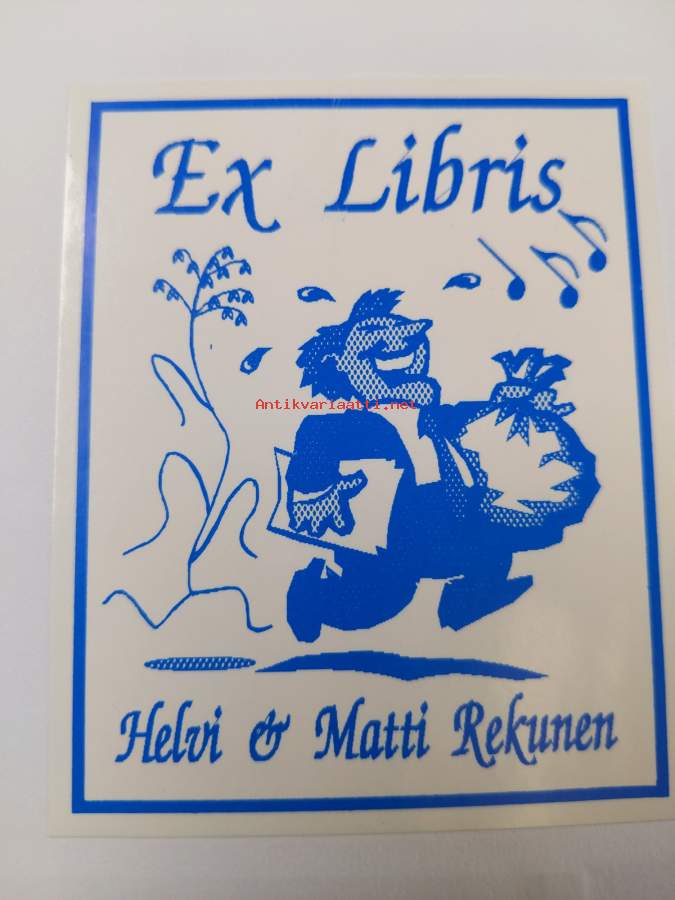 Ex Libris
Antikvariaatti.net
Helvi & Matti Rekunen